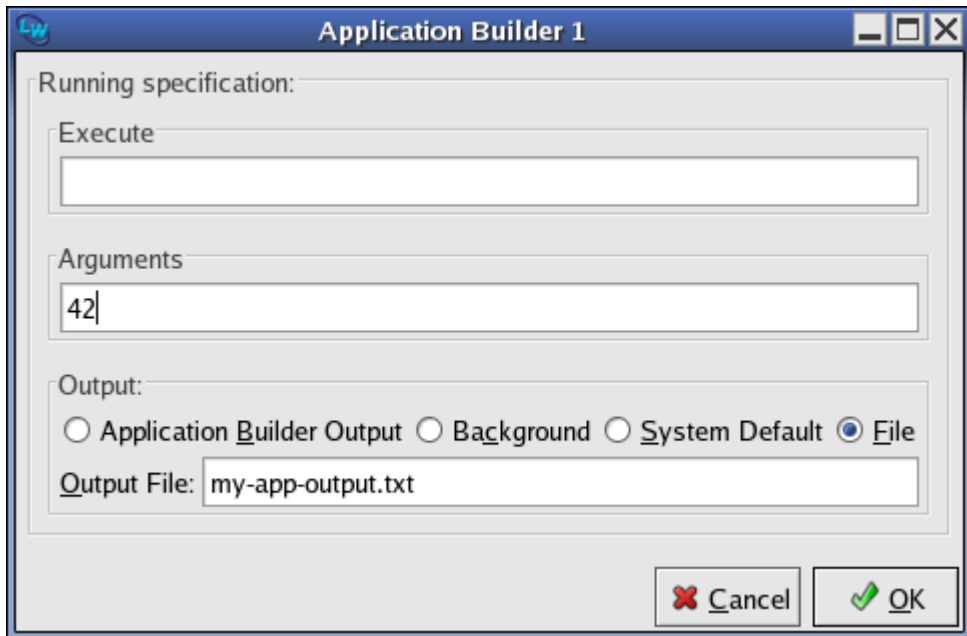 LW
Application Builder 1
Running specification:
Execute
Arguments
42
Output:
Application Builder Output Background System Default File
Output File: my-app-output.txt
Cancel OK